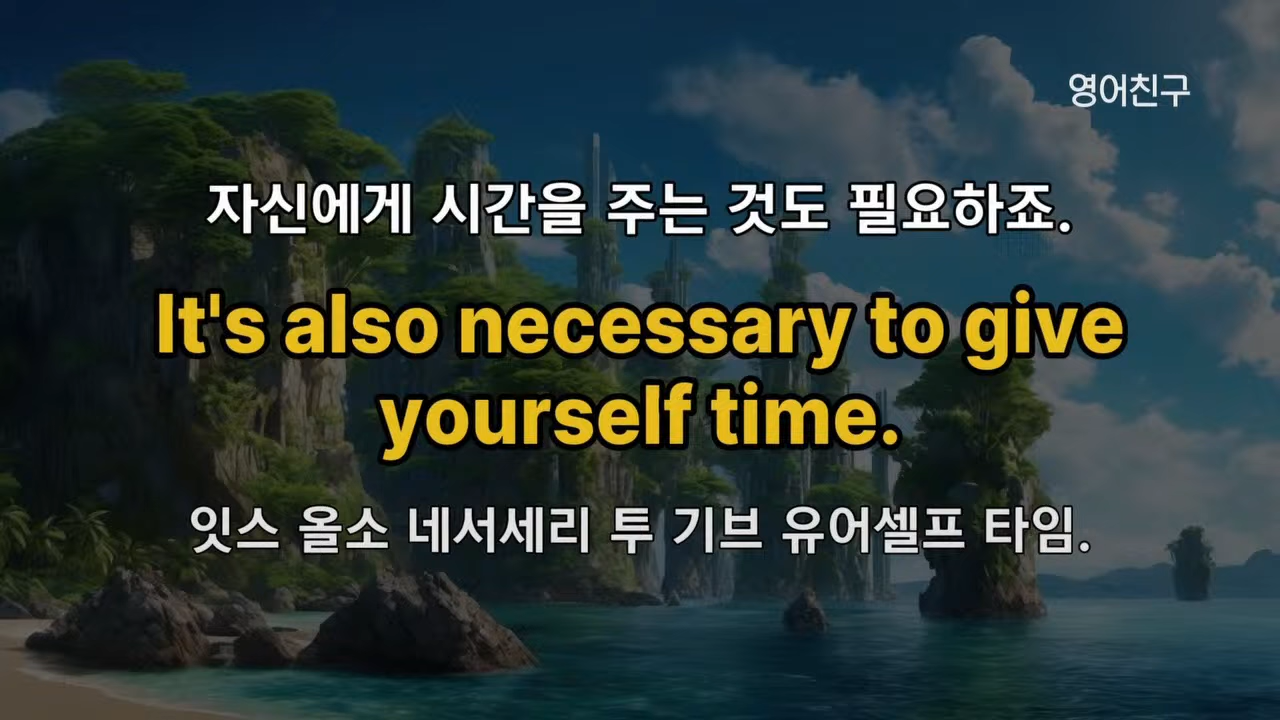 영어친구
자신에게 시간을 주는 것도 필요하죠.
It's also necessary to give
yourself time.
잇스 올소 네서세리 투 기브 유어셀프 타임.